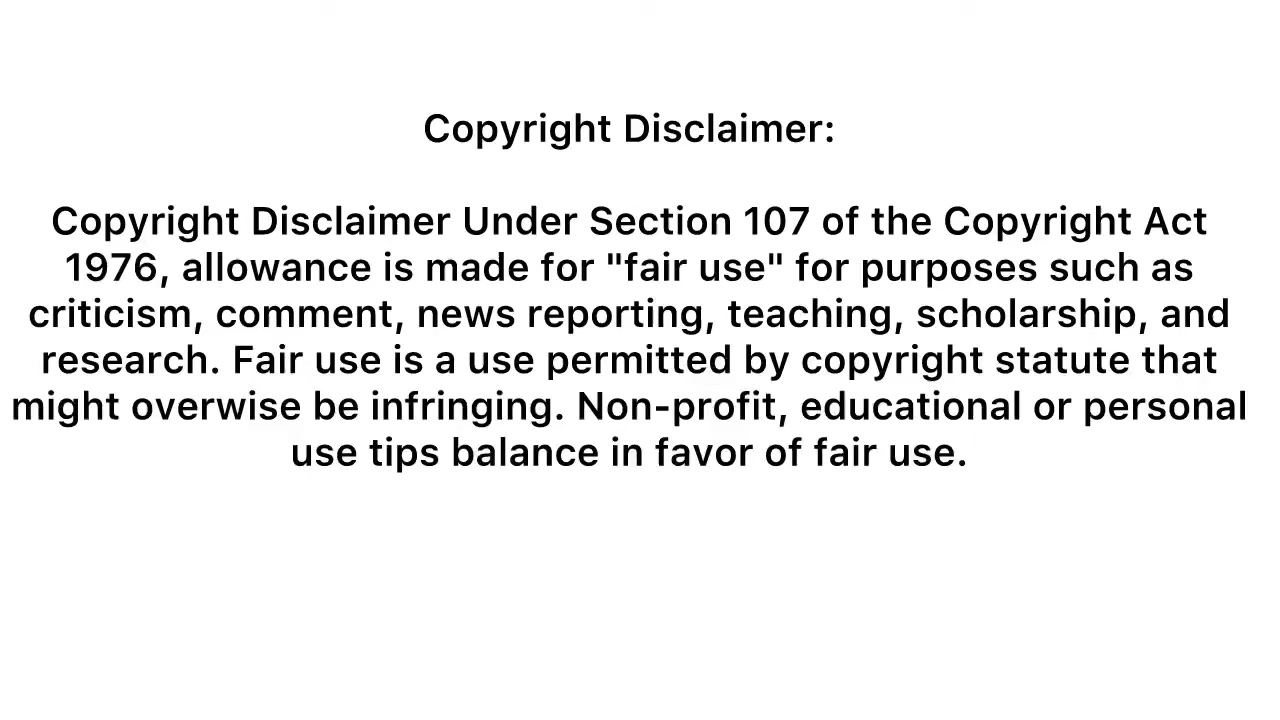 Copyright Disclaimer:
Copyright Disclaimer Under Section 107 of the Copyright Act
1976, allowance is made for "fair use" for purposes such as
criticism, comment, news reporting, teaching, scholarship, and
research. Fair use is a use permitted by copyright statute that
might overwise be infringing. Non-profit, educational or personal
use tips balance in favor of fair use.